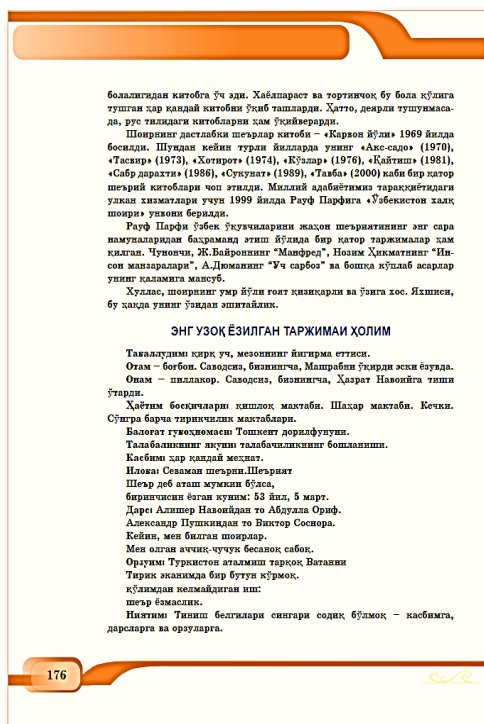 болалигидан китобга ўч эди. Хаёлпараст ва тортинчоқ бу бола қўлига
тушган ҳар қандай китобни ўқиб ташларди. Ҳатто, деярли тушунмаса-
да, рус тилидаги китобларни ҳам ўқийверарди.
Шоирнинг дастлабки шеърлар китоби – «Карвон йўли» 1969 йилда
босилди. Шундан кейин турли йилларда унинг «Акс-садо» (1970),
«Тасвир» (1973), «Хотирот» (1974), «Кўзлар» (1976), «Қайтиш» (1981),
«Сабр дарахти» (1986), «Сукунат» (1989), «Тавба» (2000) каби бир қатор
шеърий китоблари чоп этилди. Миллий адабиётимиз тараққиётидаги
улкан хизматлари учун 1999 йилда Рауф Парфига «Ўзбекистон халқ
шоири» унвони берилди.
Рауф Парфи ўзбек ўқувчиларини жаҳон шеъриятининг энг сара
намуналаридан баҳраманд этиш йўлида бир қатор таржималар ҳам
қилган. Чунончи, Ж.Байроннинг “Манфред”, Нозим Ҳикматнинг “Ин-
сон манзаралари”, А.Дюманинг “Уч сарбоз” ва бошқа кўплаб асарлар
унинг қаламига мансуб.
Хуллас, шоирнинг умр йўли ғоят қизиқарли ва ўзига хос. Яхшиси,
бу ҳақда унинг ўзидан эшитайлик.
ЭНГ УЗОҚ ЁЗИЛГАН ТАРЖИМАИ ҲОЛИМ
Таваллудим: қирқ уч, мезоннинг йигирма еттиси.
Отам – боғбон. Саводсиз, бизнингча, Машрабни ўқирди эски ёзувда.
Онам – пиллакор. Саводсиз, бизнингча, Ҳазрат Навоийга тиши
ўтарди.
Ҳаётим босқичлари: қишлоқ мактаби. Шаҳар мактаби. Кечки.
Сўнгра барча тирикчилик мактаблари.
Балоғат гувоҳномаси: Тошкент дорилфунуни.
Талабаликнинг якуни: талабачиликнинг бошланиши.
Касбим: ҳар қандай меҳнат.
Илова: Севаман шеърни.Шеърият
Шеър деб аташ мумкин бўлса,
биринчисин ёзган куним: 53 йил, 5 март.
Дарс: Алишер Навоийдан то Абдулла Ориф.
Александр Пушкиндан то Виктор Соснора.
Кейин, мен билган шоирлар.
Мен олган аччиқ-чучук бесаноқ сабоқ.
Орзуим: Туркистон аталмиш тарқоқ Ватанни
Тирик эканимда бир бутун кўрмоқ.
қўлимдан келмайдиган иш:
шеър ёзмаслик.
Ниятим: Тиниш белгилари сингари содиқ бўлмоқ – касбимга,
дарсларга ва орзуларга.
176